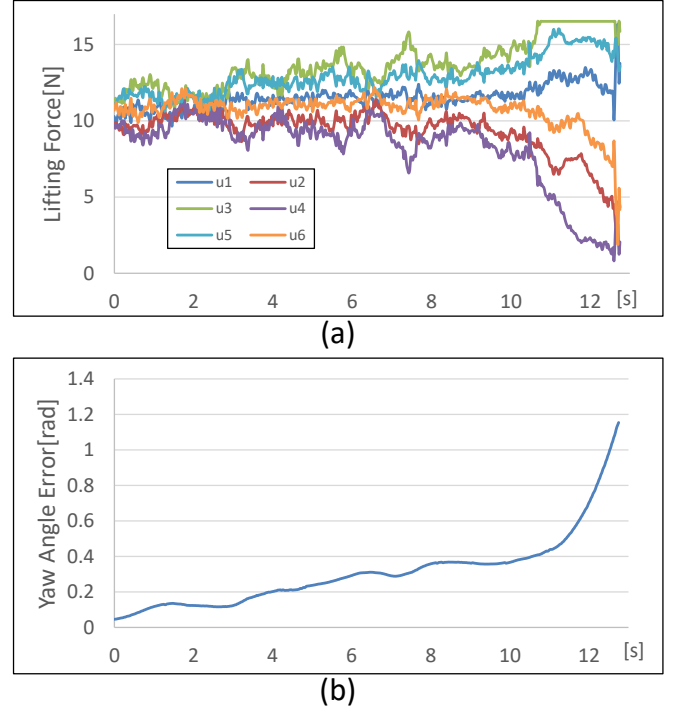 Lifting Force[N]
15
10
5
0
u1 u2
u3 u4
u5 u6
0 2 4 6 8 10 12 [s]
(a)
Yaw Angle Error[rad]
1.4
1.2
1
0.8
0.6
0.4
0.2
0
0 2 4 6 8 10 12 [s]
(b)